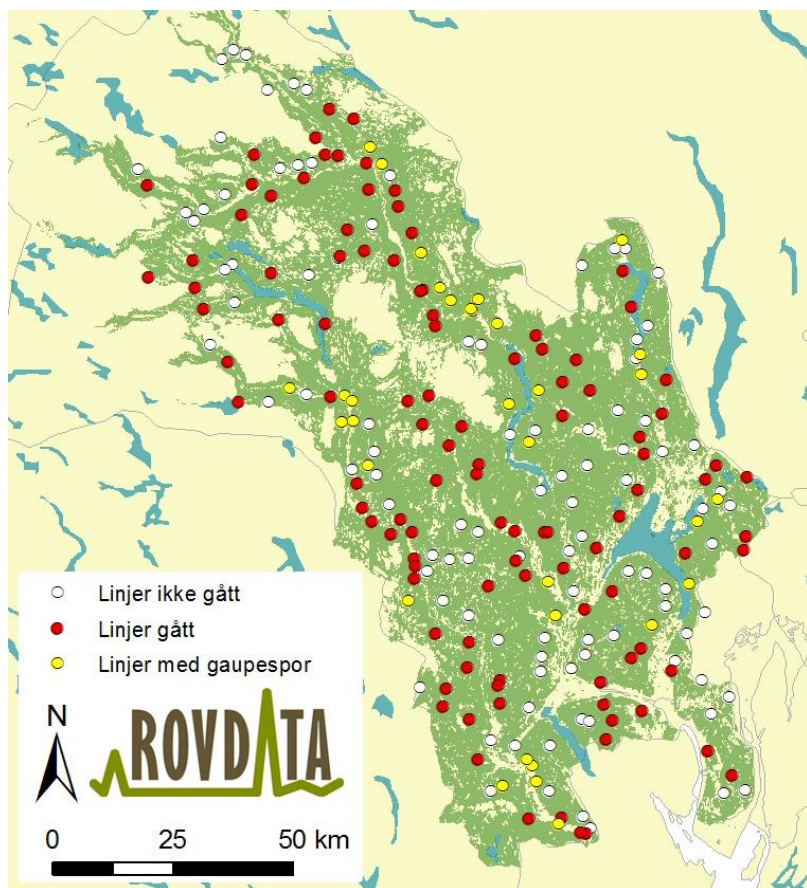 Linjer ikke gått
Linjer gått
Linjer med gaupespor
N
ROVDATA
0 25 50 km